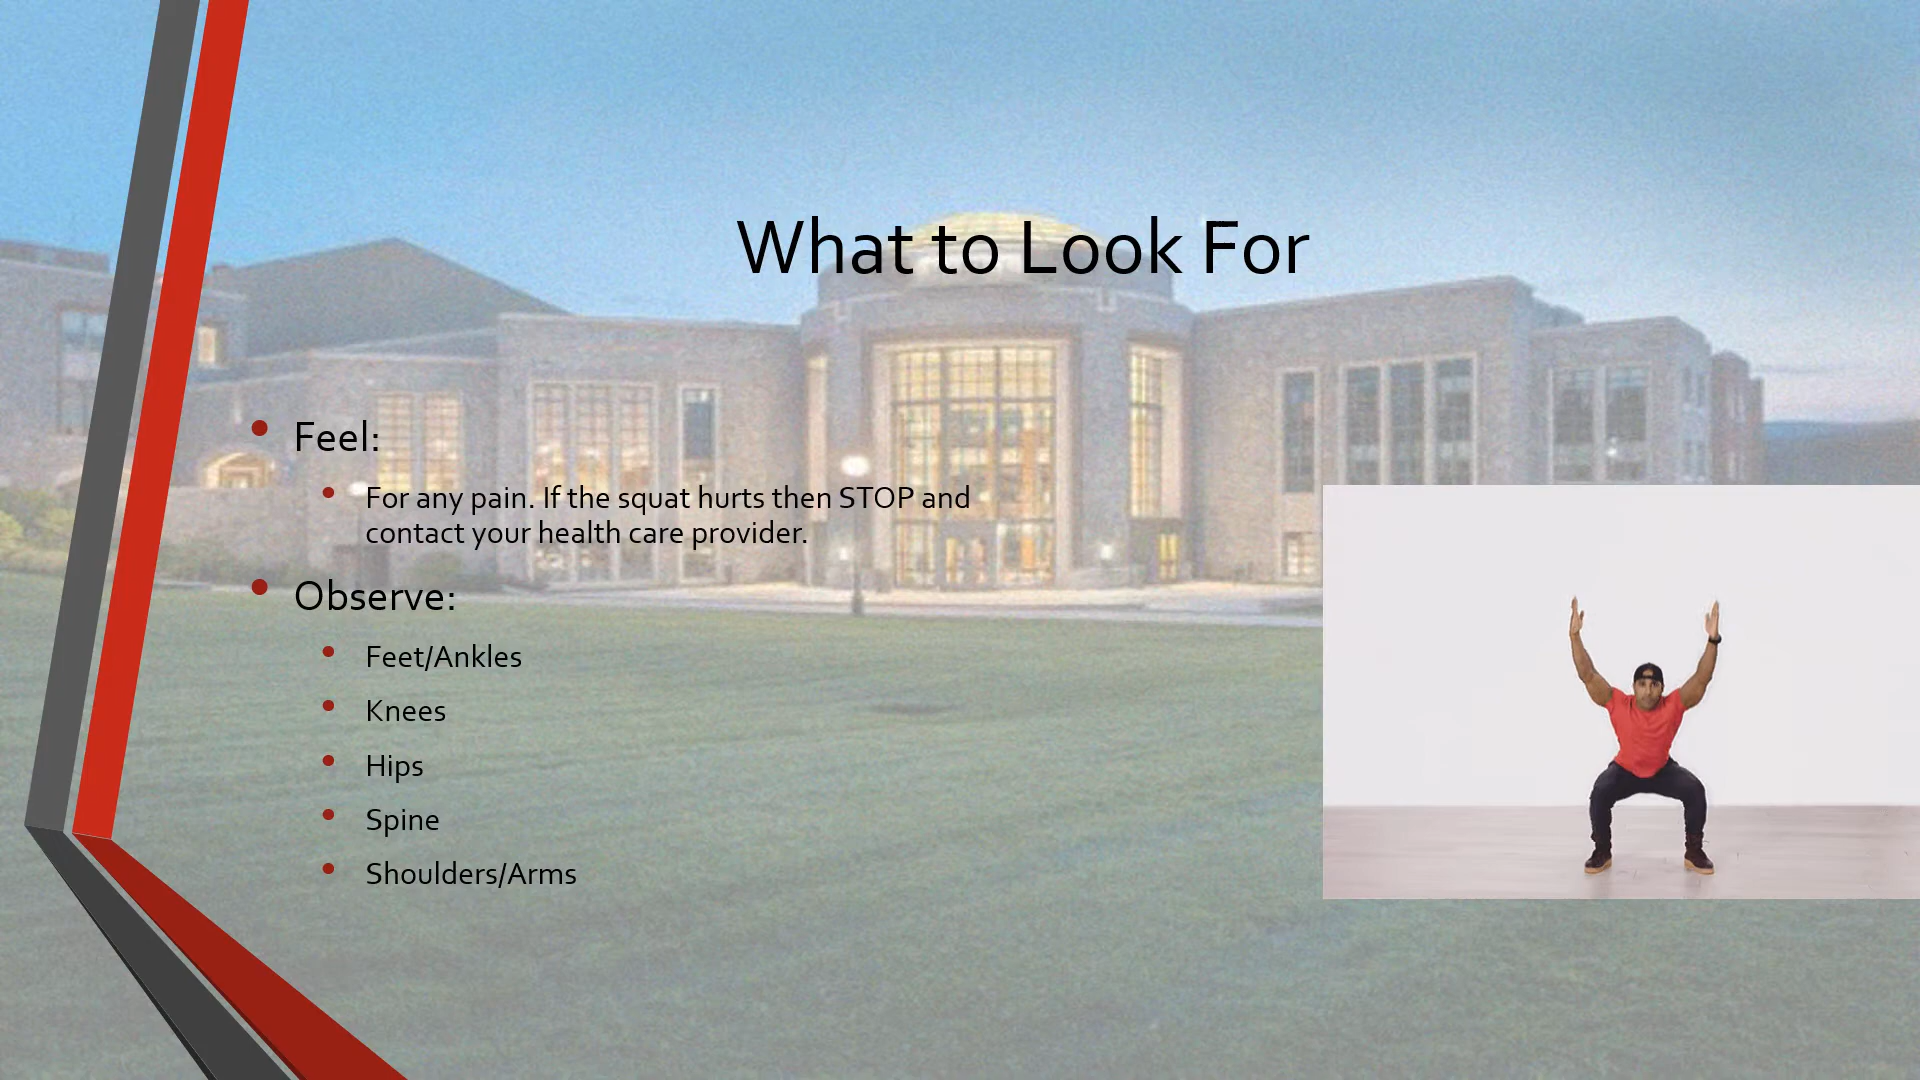 What to Look For
Feel:
For any pain. If the squat hurts then STOP and
contact your health care provider.
Observe:
Feet/Ankles
Knees
Hips
Spine
Shoulders/Arms